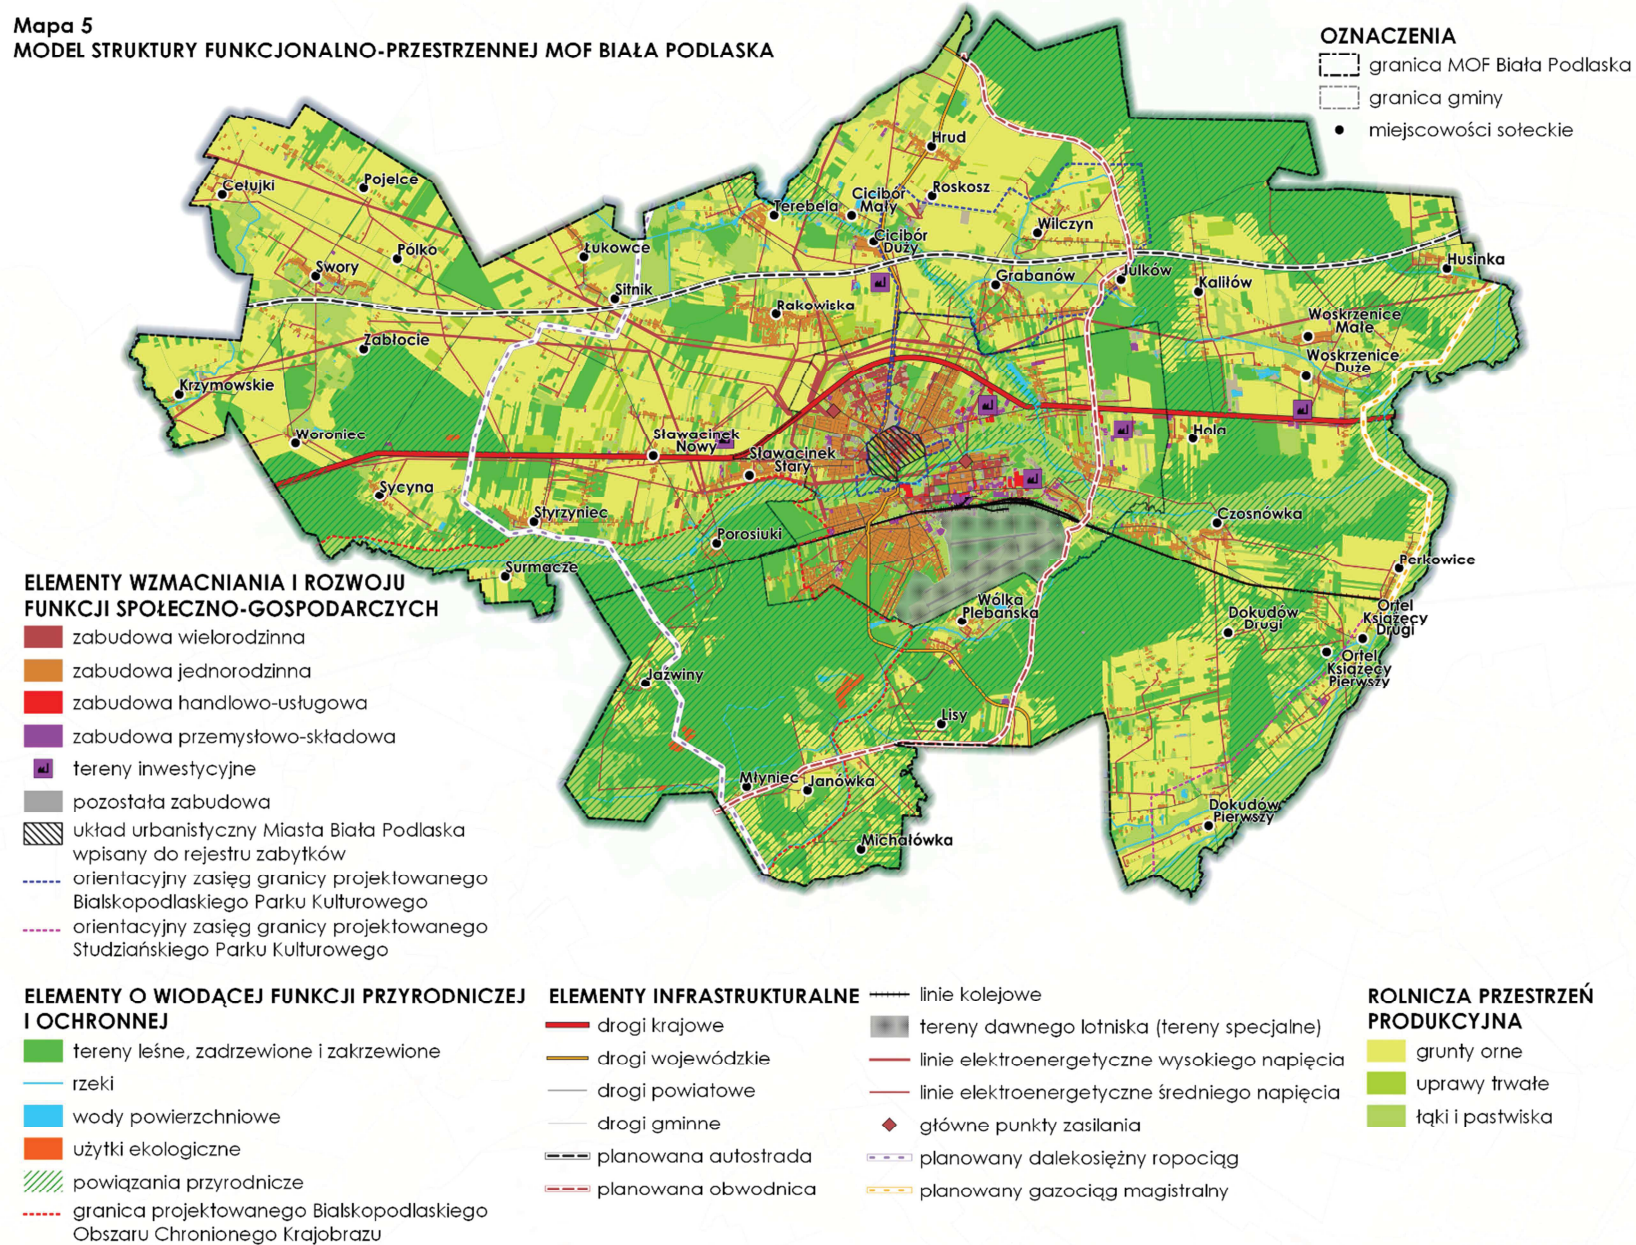 Mapa 5
MODEL STRUKTURY FUNKCJONALNO-PRZESTRZENNEJ MOF BIAŁA PODLASKA
OZNACZENIA
granica MOF Biała Podlaska
granica gminy
miejscowości sołeckie
Hrud
Cełujki
Pojelce
Roskosz
Cicibór
Mały
Terebela
Wilczyn
Cicibór
Duży
Łukowce
Pólko
Swory
Husinka
Grabanów
Julków
Kaliłów
Sitnik
Rakowiska
Woskrzenice
Małe
Zabłocie
Woskrzenice
Duże
Krzymowskie
Woroniec
Sławacinek
Nowy
Hola
Sławacinek
Stary
Sycyna
Styrzyniec
Czosnówka
Porosiuki
Perkowice
Surmacze
Wólka
Plebańska
Dokudów
Drugi
Ortel
Książęcy
Drugi
Ortel
Książęcy
Pierwszy
Jaźwiny
Lisy
Młyniec
Janówka
Dokudów
Pierwszy
Michałówka
ELEMENTY WZMACNIANIA I ROZWOJU
FUNKCJI SPOŁECZNO-GOSPODARCZYCH
zabudowa wielorodzinna
zabudowa jednorodzinna
zabudowa handlowo-usługowa
zabudowa przemysłowo-składowa
tereny inwestycyjne
pozostała zabudowa
układ urbanistyczny Miasta Biała Podlaska
wpisany do rejestru zabytków
orientacyjny zasięg granicy projektowanego
Bialskopodlaskiego Parku Kulturowego
orientacyjny zasięg granicy projektowanego
Studziańskiego Parku Kulturowego
ELEMENTY O WIODĄCEJ FUNKCJI PRZYRODNICZEJ
I OCHRONNEJ
tereny leśne, zadrzewione i zakrzewione
rzeki
wody powierzchniowe
użytki ekologiczne
powiązania przyrodnicze
granica projektowanego Bialskopodlaskiego
Obszaru Chronionego Krajobrazu
ELEMENTY INFRASTRUKTURALNE
drogi krajowe
drogi wojewódzkie
drogi powiatowe
drogi gminne
planowana autostrada
planowana obwodnica
linie kolejowe
tereny dawnego lotniska (tereny specjalne)
linie elektroenergetyczne wysokiego napięcia
linie elektroenergetyczne średniego napięcia
główne punkty zasilania
planowany dalekosiężny ropociąg
planowany gazociąg magistralny
ROLNICZA PRZESTRZEŃ
PRODUKCYJNA
grunty orne
uprawy trwałe
łąki i pastwiska